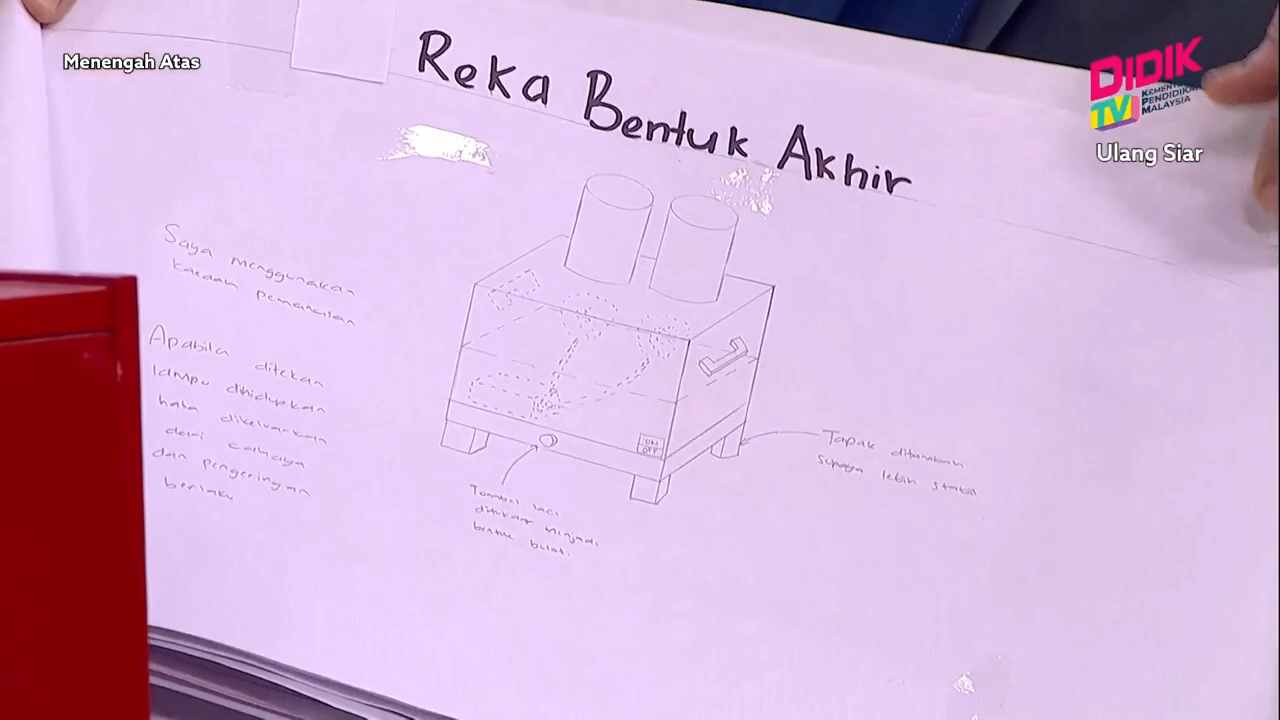 Menengah Atas
DIDIK
TV
KEMENTERIAN
PENDIDIKAN
MALAYSIA
Ulang Siar
Reka Bentuk Akhir
Saya menggunakan
kaedah pemanasan
Apabila ditekan
lampu dihidupkan
haba dikeluarkan
dari cahaya
dan pengeringan
berlaku
ON
OFF
Tombol laci
ditukar menjadi
bentuk bulat.
Tapak ditambah
supaya lebih stabil